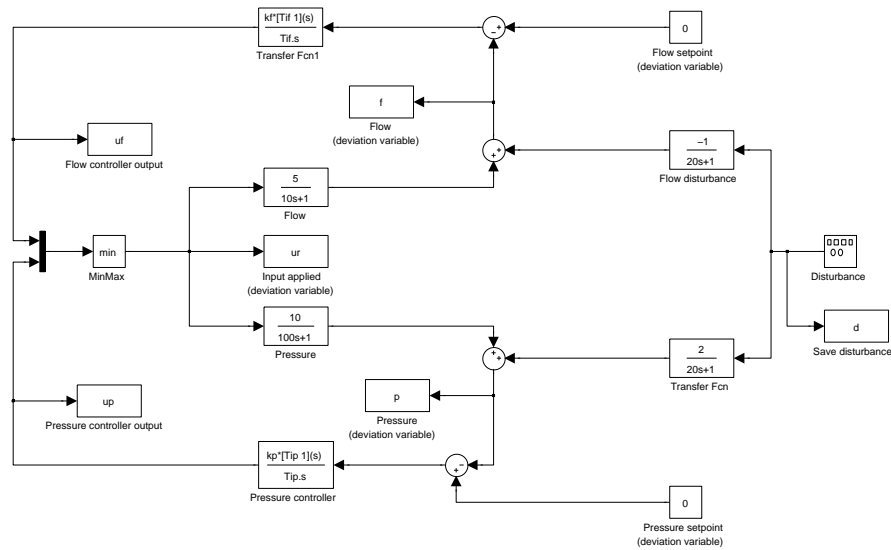 kf*[Tif 1](s)
Tif.s
Transfer Fcn1
− +
0
Flow setpoint
(deviation variable)
f
Flow
(deviation variable)
uf
Flow controller output
+ +
−1
20s+1
Flow disturbance
5
10s+1
Flow
min
MinMax
ur
Input applied
(deviation variable)
Disturbance
10
100s+1
Pressure
d
Save disturbance
+ +
2
20s+1
Transfer Fcn
up
Pressure controller output
p
Pressure
(deviation variable)
kp*[Tip 1](s)
Tip.s
Pressure controller
+ −
0
Pressure setpoint
(deviation variable)